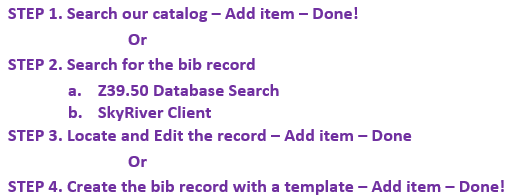 STEP 1. Search our catalog – Add item – Done!
Or
STEP 2. Search for the bib record
a. Z39.50 Database Search
b. SkyRiver Client
STEP 3. Locate and Edit the record – Add item – Done
Or
STEP 4. Create the bib record with a template – Add item – Done!